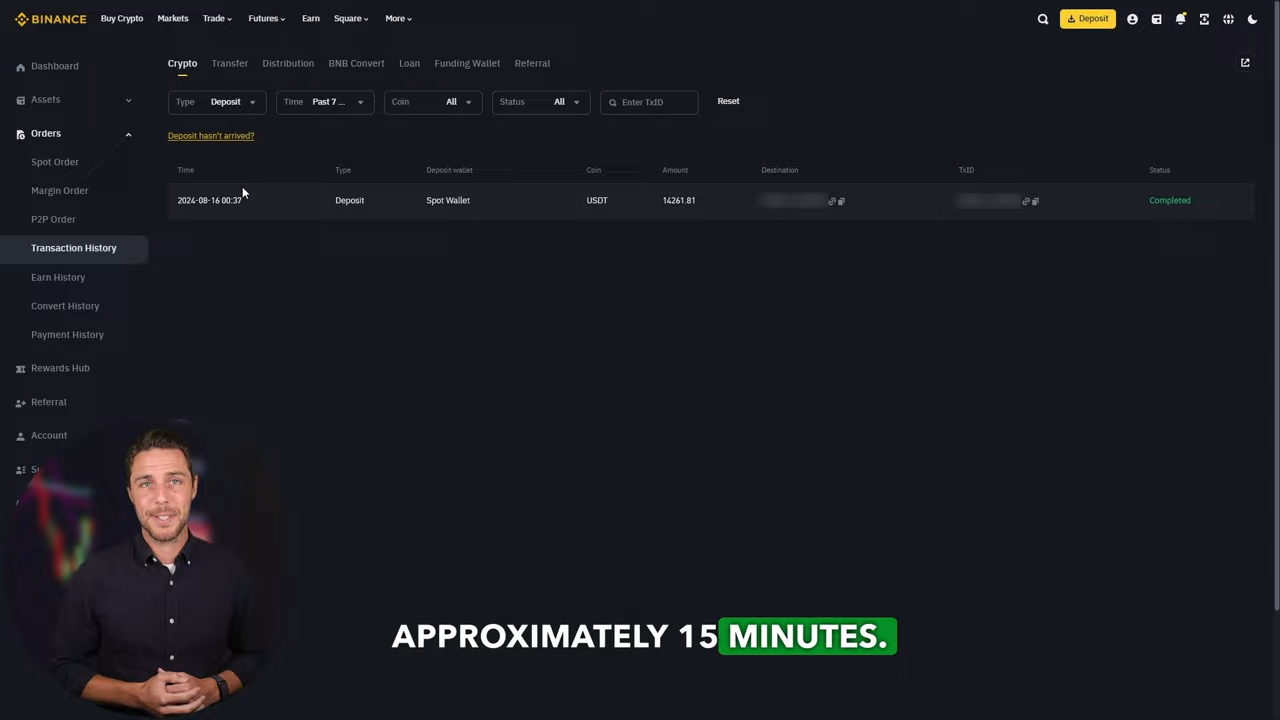 BINANCE Buy Crypto Markets Trade Futures Earn Square More Deposit
Dashboard
Assets
Orders
Spot Order
Margin Order
P2P Order
Transaction History
Earn History
Convert History
Payment History
Rewards Hub
Referral
Account
Crypto Transfer Distribution BNB Convert Loan Funding Wallet Referral
Type Deposit Time Past 7 ... Coin All Status All Enter TxID Reset
Deposit hasn't arrived?
Time Type Deposit wallet Coin Amount Destination TxID Status
2024-08-16 00:37 Deposit Spot Wallet USDT 14261.81 Completed
APPROXIMATELY 15 MINUTES.